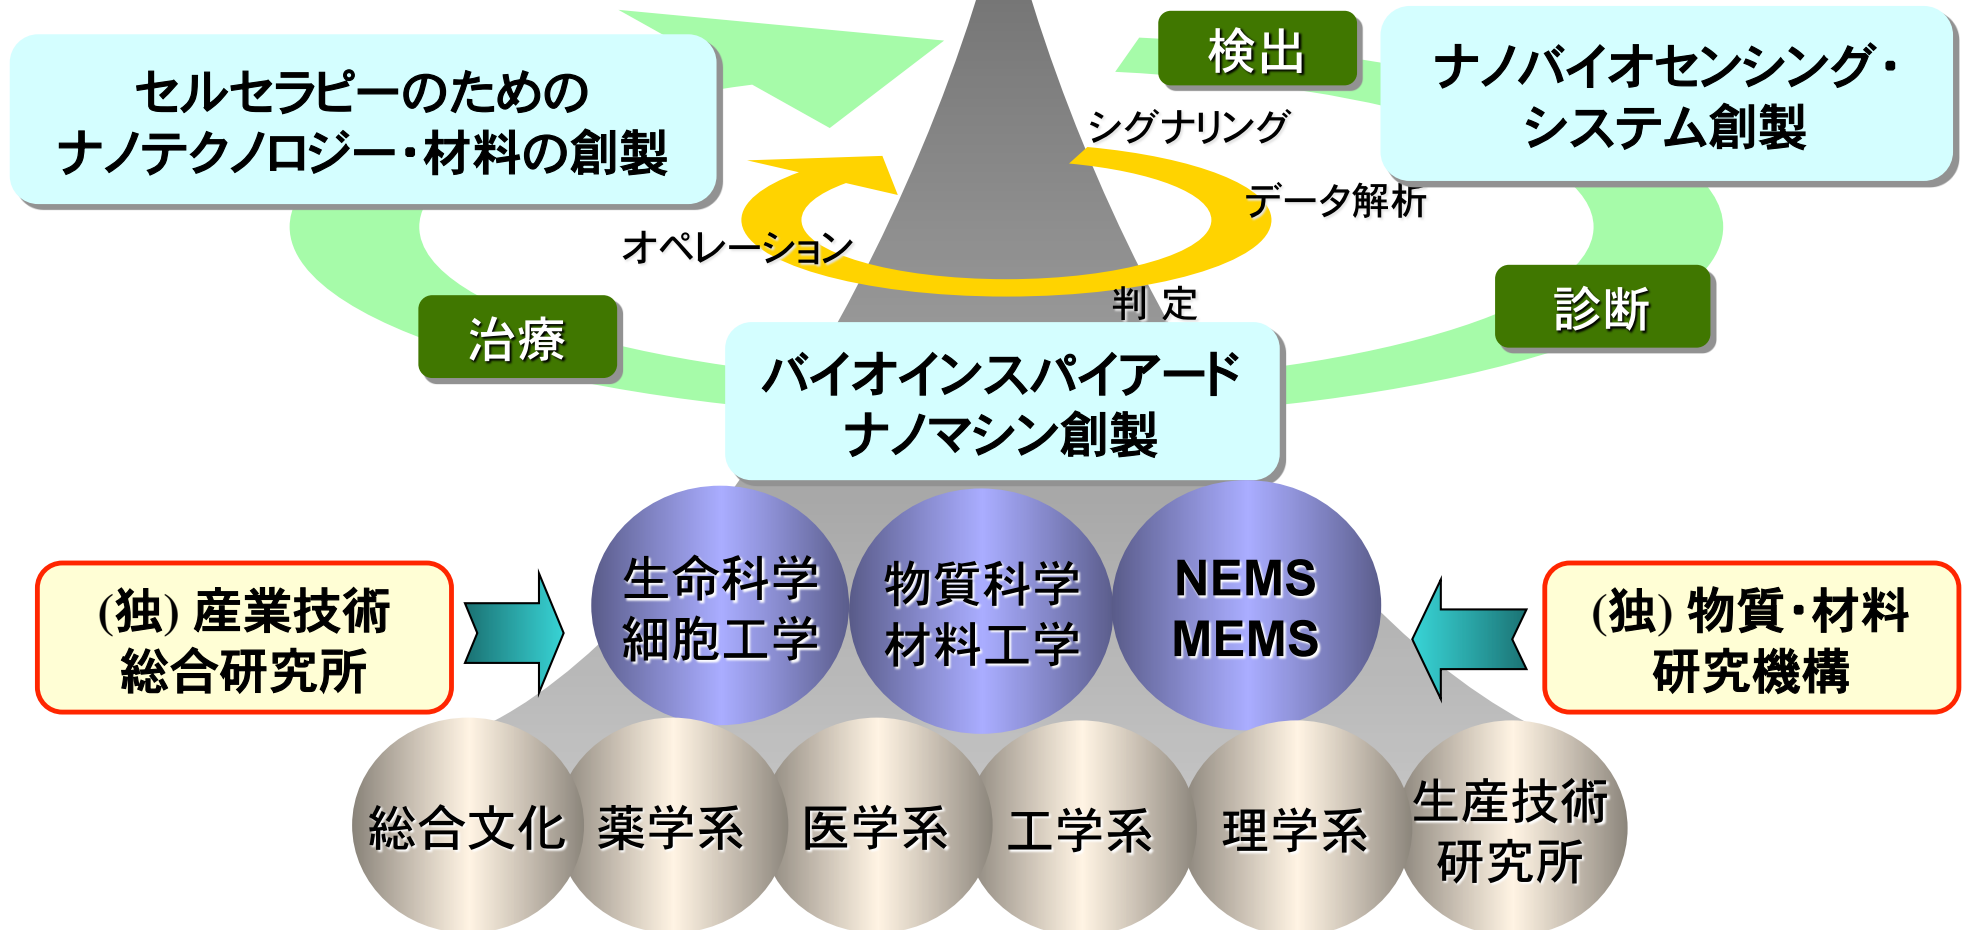 検出
セルセラピーのための
ナノテクノロジー・材料の創製
ナノバイオセンシング・
システム創製
シグナリング
データ解析
オペレーション
判 定
治療
診断
バイオインスパイアード
ナノマシン創製
生命科学
細胞工学
物質科学
材料工学
NEMS
MEMS
(独) 産業技術
総合研究所
(独) 物質・材料
研究機構
総合文化
薬学系
医学系
工学系
理学系
生産技術
研究所